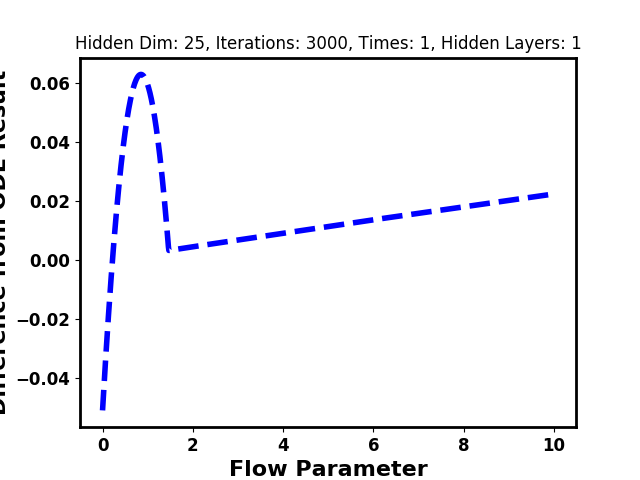 Hidden Dim: 25, Iterations: 3000, Times: 1, Hidden Layers: 1
Difference from ODE Result
0.06
0.04
0.02
0.00
−0.02
−0.04
0 2 4 6 8 10
Flow Parameter